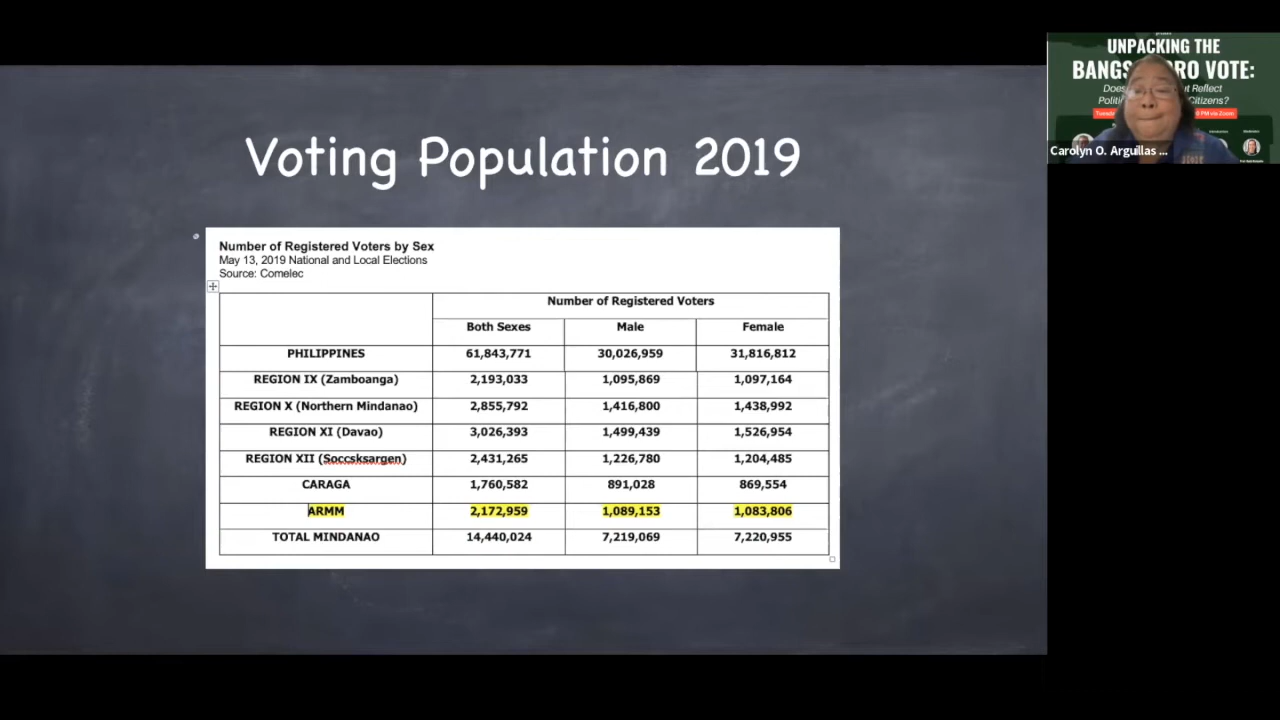 Voting Population 2019
Number of Registered Voters by Sex
May 13, 2019 National and Local Elections
Source: Comelec
Number of Registered Voters
Both Sexes Male Female
PHILIPPINES 61,843,771 30,026,959 31,816,812
REGION IX (Zamboanga) 2,193,033 1,095,869 1,097,164
REGION X (Northern Mindanao) 2,855,792 1,416,800 1,438,992
REGION XI (Davao) 3,026,393 1,499,439 1,526,954
REGION XII (Soccsksargen) 2,431,265 1,226,780 1,204,485
CARAGA 1,760,582 891,028 869,554
ARMM 2,172,959 1,089,153 1,083,806
TOTAL MINDANAO 14,440,024 7,219,069 7,220,955
UNPACKING THE
VOTE:
Reflect
Citizens?
PM via Zoom
Carolyn O. Arguillas ...